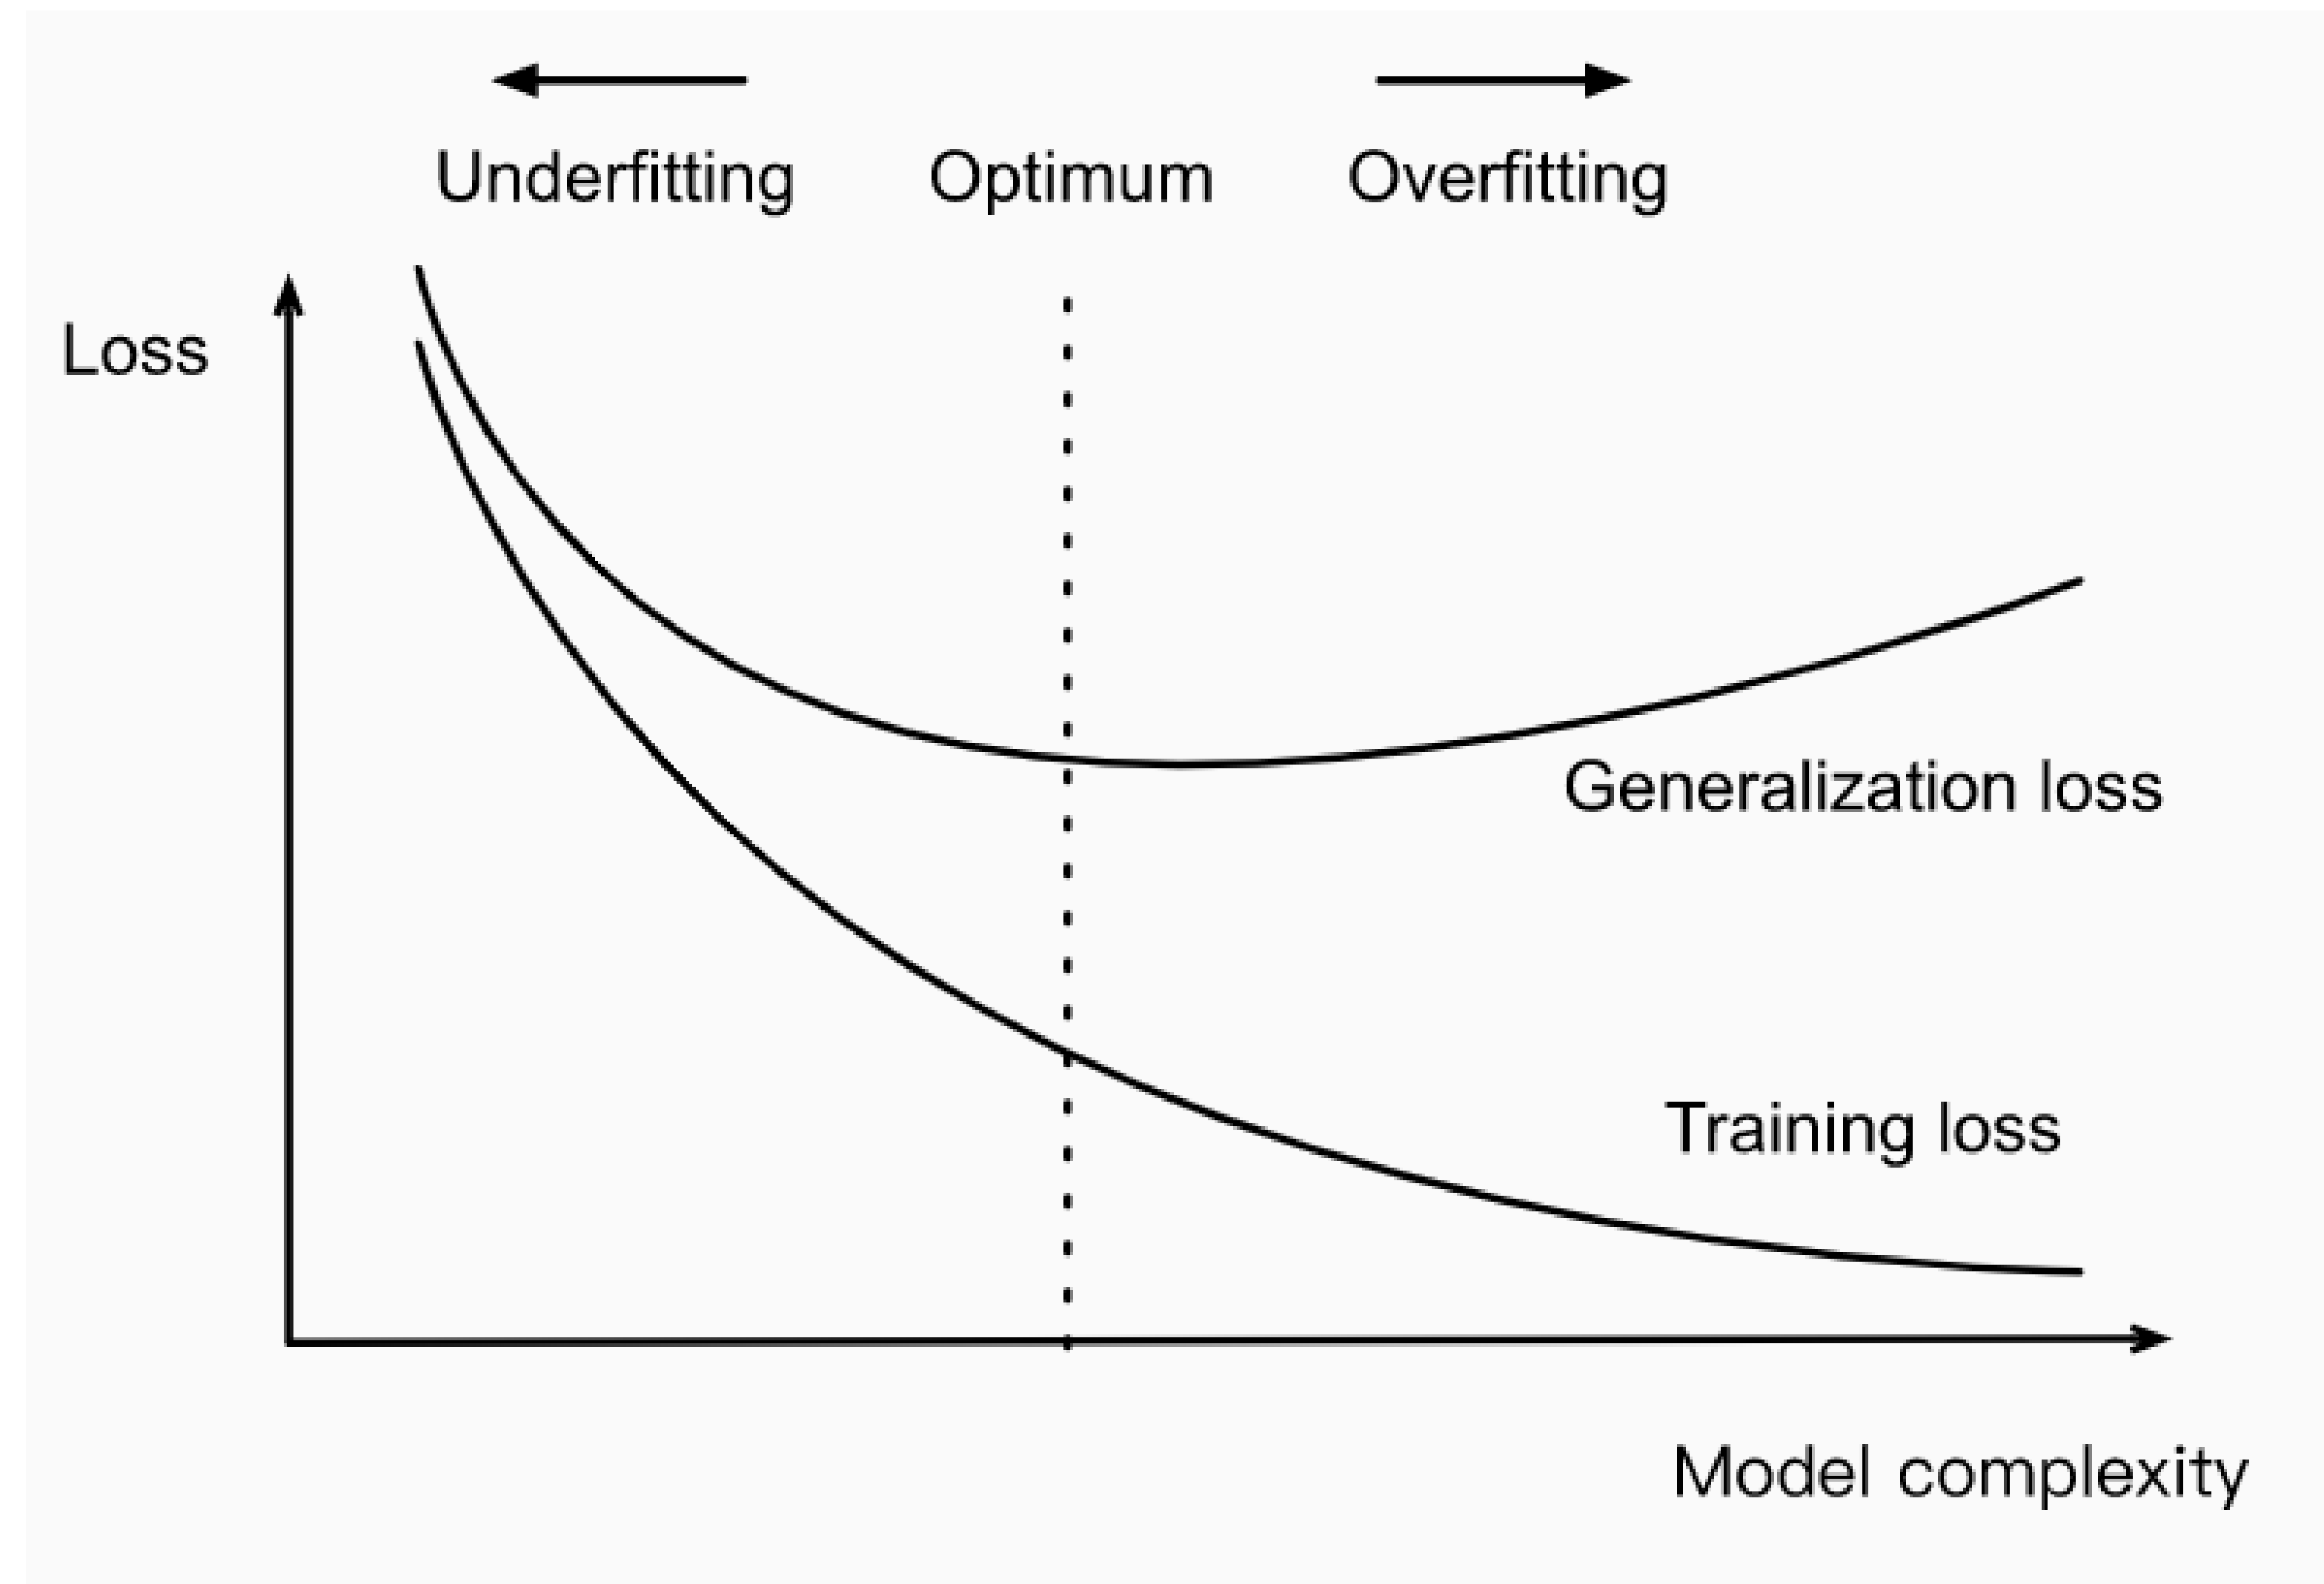 Underfitting Optimum Overfitting
Loss
Generalization loss
Training loss
Model complexity